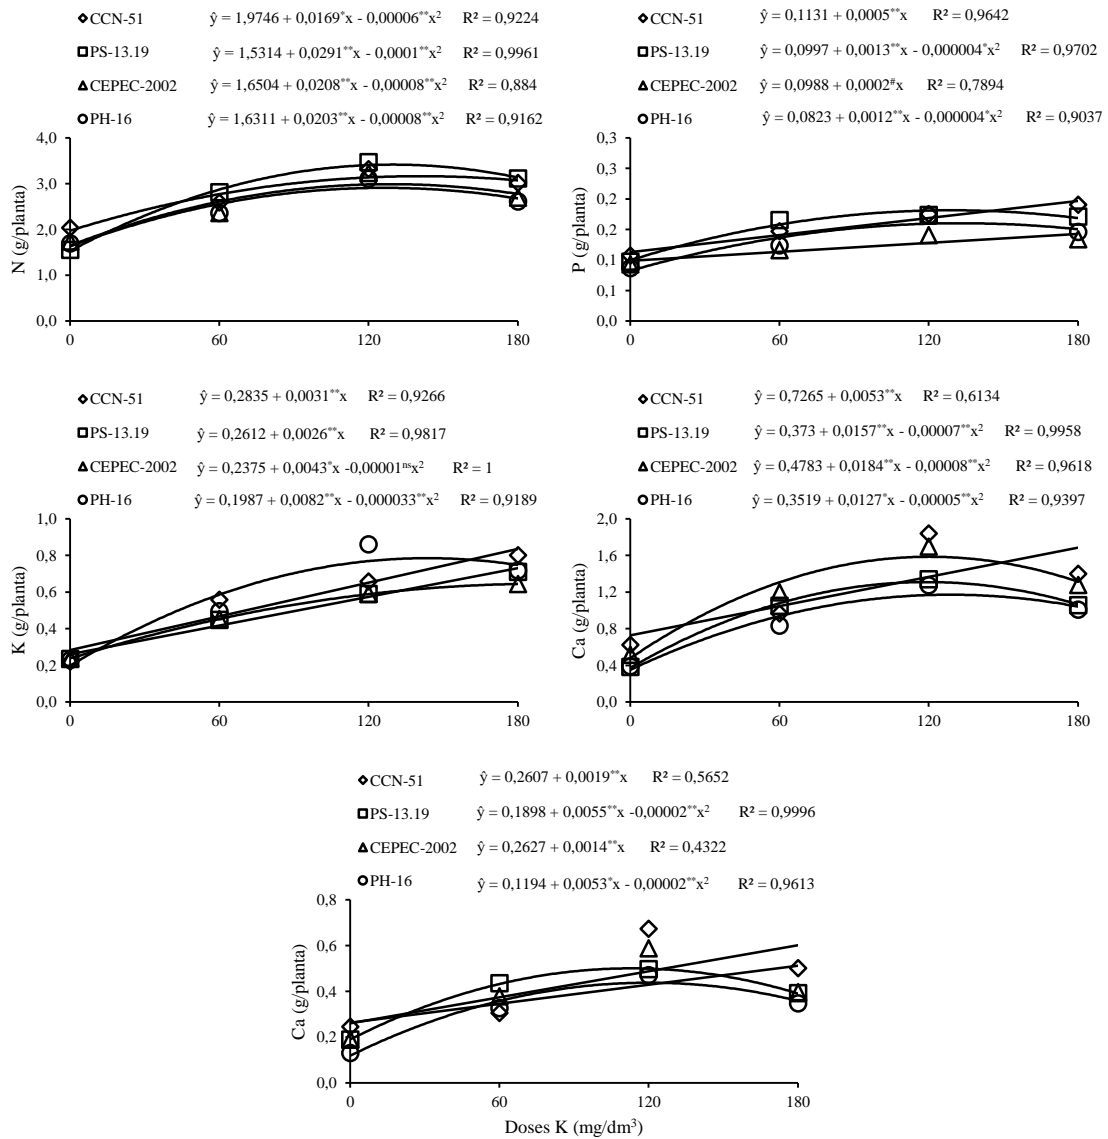 CCN-51 ŷ = 1,9746 + 0,0169*x - 0,00006**x² R² = 0,9224
PS-13.19 ŷ = 1,5314 + 0,0291**x - 0,0001**x² R² = 0,9961
CEPEC-2002 ŷ = 1,6504 + 0,0208**x - 0,00008**x² R² = 0,884
PH-16 ŷ = 1,6311 + 0,0203**x - 0,00008**x² R² = 0,9162
4,0
3,0
2,0
1,0
0,0
N (g/planta)
0 60 120 180
CCN-51 ŷ = 0,1131 + 0,0005**x R² = 0,9642
PS-13.19 ŷ = 0,0997 + 0,0013**x - 0,000004*x² R² = 0,9702
CEPEC-2002 ŷ = 0,0988 + 0,0002#x R² = 0,7894
PH-16 ŷ = 0,0823 + 0,0012**x - 0,000004*x² R² = 0,9037
0,3
0,3
0,2
0,2
0,1
0,1
0,0
P (g/planta)
0 60 120 180
CCN-51 ŷ = 0,2835 + 0,0031**x R² = 0,9266
PS-13.19 ŷ = 0,2612 + 0,0026**x R² = 0,9817
CEPEC-2002 ŷ = 0,2375 + 0,0043*x -0,00001ⁿˢx² R² = 1
PH-16 ŷ = 0,1987 + 0,0082**x - 0,000033**x² R² = 0,9189
1,0
0,8
0,6
0,4
0,2
0,0
K (g/planta)
0 60 120 180
CCN-51 ŷ = 0,7265 + 0,0053**x R² = 0,6134
PS-13.19 ŷ = 0,373 + 0,0157**x - 0,00007**x² R² = 0,9958
CEPEC-2002 ŷ = 0,4783 + 0,0184**x - 0,00008**x² R² = 0,9618
PH-16 ŷ = 0,3519 + 0,0127*x - 0,00005**x² R² = 0,9397
2,0
1,6
1,2
0,8
0,4
0,0
Ca (g/planta)
0 60 120 180
CCN-51 ŷ = 0,2607 + 0,0019**x R² = 0,5652
PS-13.19 ŷ = 0,1898 + 0,0055**x -0,00002**x² R² = 0,9996
CEPEC-2002 ŷ = 0,2627 + 0,0014**x R² = 0,4322
PH-16 ŷ = 0,1194 + 0,0053*x - 0,00002**x² R² = 0,9613
0,8
0,6
0,4
0,2
0,0
Ca (g/planta)
0 60 120 180
Doses K (mg/dm³)